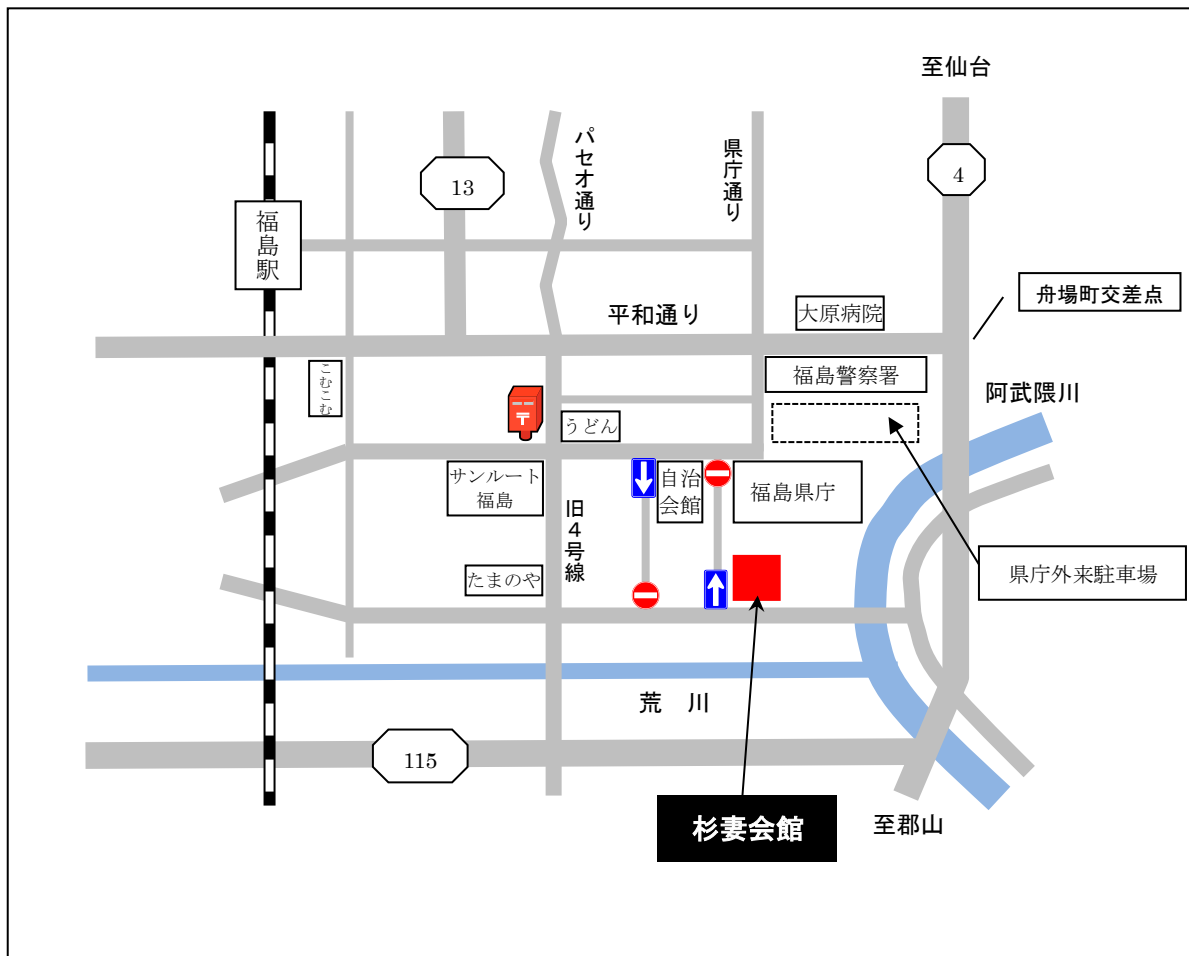 至仙台
パセオ通り
県庁通り
13
4
福島駅
舟場町交差点
大原病院
平和通り
こむこむ
福島警察署
阿武隈川
〒
うどん
サンルート
福島
自治
会館
福島県庁
旧４号線
県庁外来駐車場
たまのや
荒　川
115
杉妻会館
至郡山